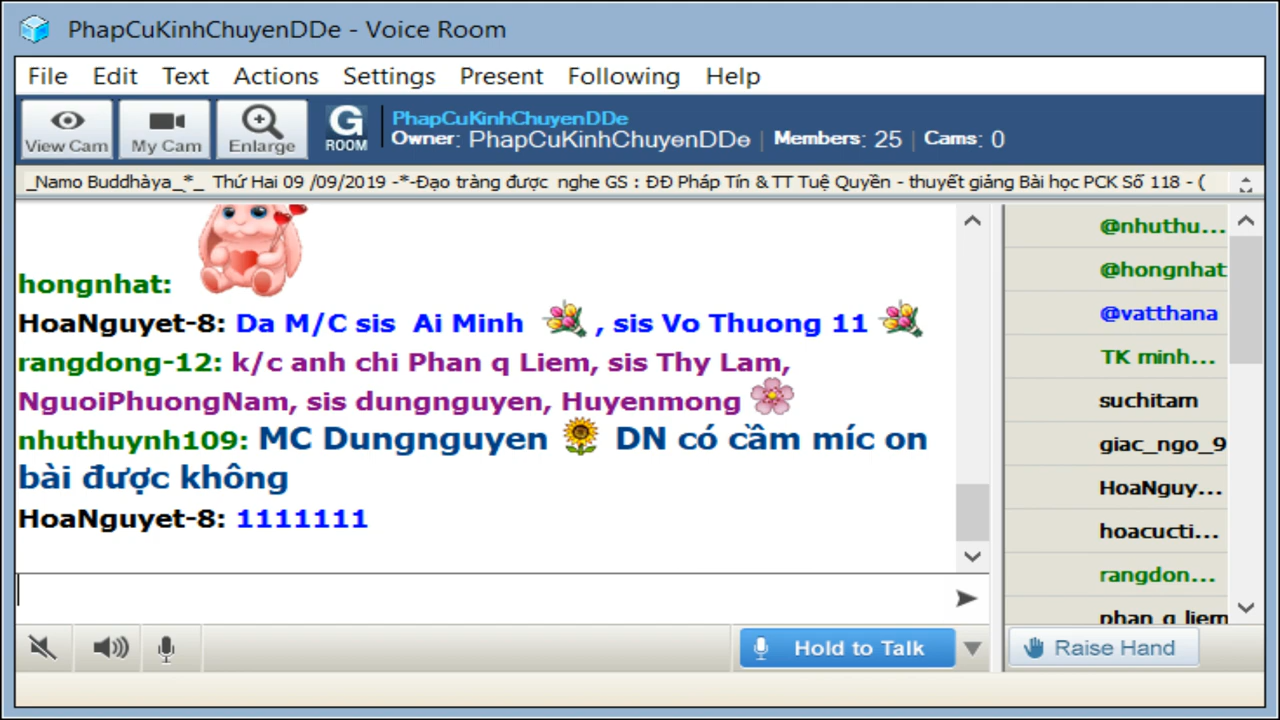 PhapCuKinhChuyenDDe - Voice Room
File Edit Text Actions Settings Present Following Help
View Cam My Cam Enlarge G ROOM
PhapCuKinhChuyenDDe
Owner: PhapCuKinhChuyenDDe | Members: 25 | Cams: 0
_Namo Buddhàya_*_ Thứ Hai 09 /09/2019 -*-Đạo tràng được nghe GS : ĐĐ Pháp Tín & TT Tuệ Quyền - thuyết giảng Bài học PCK Số 118 - (
hongnhat:
HoaNguyet-8: Da M/C sis Ai Minh , sis Vo Thuong 11
rangdong-12: k/c anh chi Phan q Liem, sis Thy Lam,
NguoiPhuongNam, sis dungnguyen, Huyenmong
nhuthuynh109: MC Dungnguyen DN có cầm míc on
bài được không
HoaNguyet-8: 1111111
@nhuthu...
@hongnhat
@vatthana
TK minh...
suchitam
giac_ngo_9
HoaNguy...
hoacucti...
rangdon...
phan_q_liem
Hold to Talk
Raise Hand